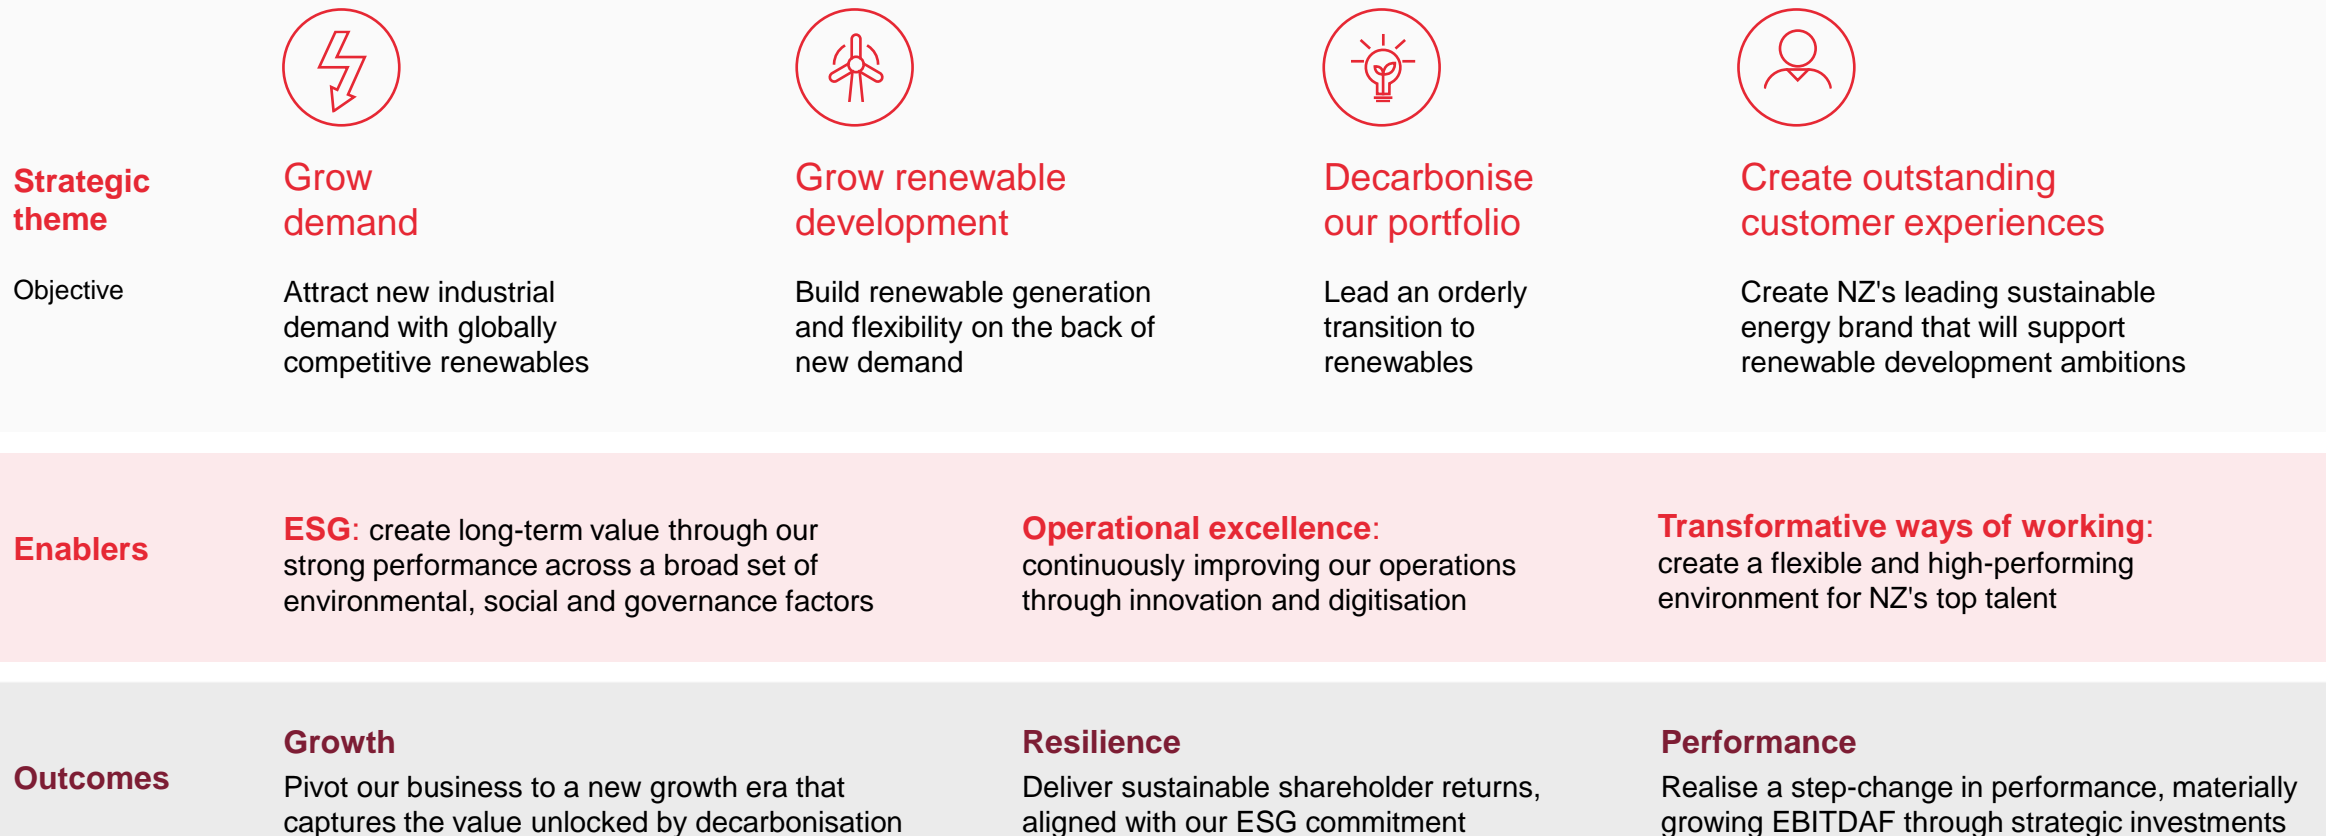 Strategic
theme
Grow
demand
Grow renewable
development
Decarbonise
our portfolio
Create outstanding
customer experiences
Objective
Attract new industrial
demand with globally
competitive renewables
Build renewable generation
and flexibility on the back of
new demand
Lead an orderly
transition to
renewables
Create NZ's leading sustainable
energy brand that will support
renewable development ambitions
Enablers
ESG: create long-term value through our
strong performance across a broad set of
environmental, social and governance factors
Operational excellence:
continuously improving our operations
through innovation and digitisation
Transformative ways of working:
create a flexible and high-performing
environment for NZ's top talent
Outcomes
Growth
Pivot our business to a new growth era that
captures the value unlocked by decarbonisation
Resilience
Deliver sustainable shareholder returns,
aligned with our ESG commitment
Performance
Realise a step-change in performance, materially
growing EBITDAF through strategic investments